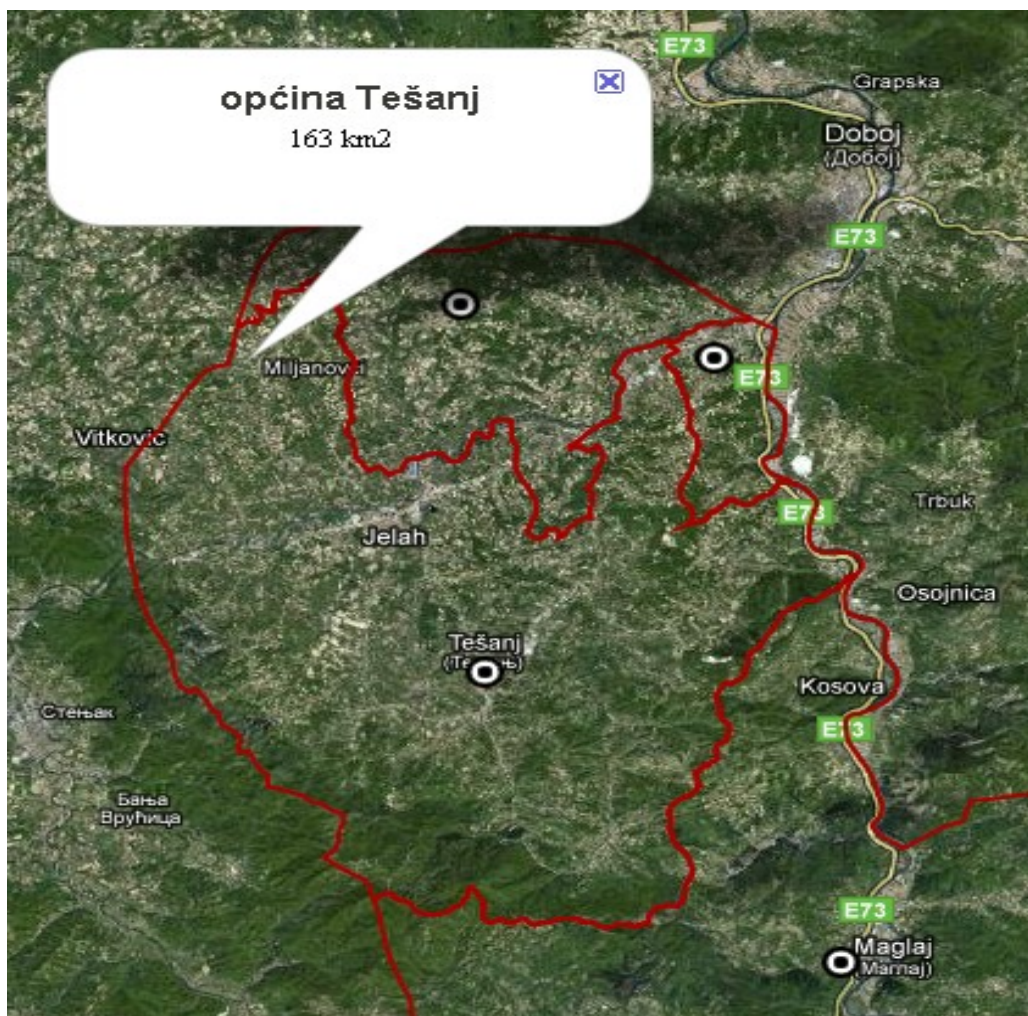 E73
Grapska
Doboj
(Добој)
općina Tešanj
163 km2
E73
Miljanovci
E73
Vitkovic
Trbuk
E73
Jelah
Osojnica
Tešanj
Kosova
Стењак
E73
Бања
Врућица
E73
Maglaj
(Маглај)